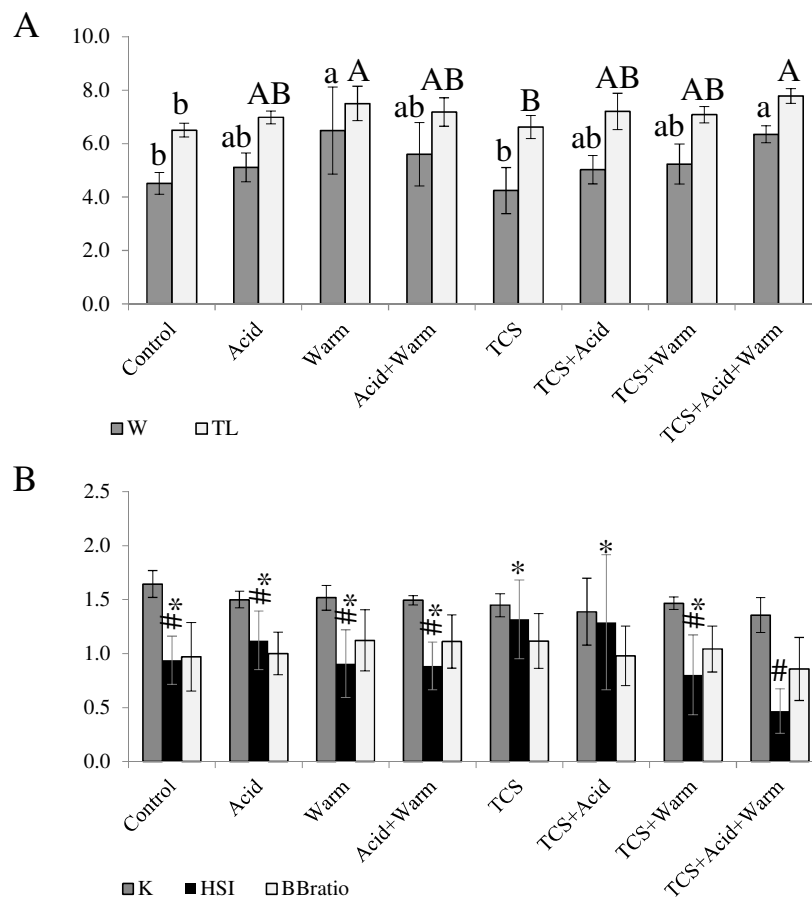 A
10.0
8.0
6.0
4.0
2.0
0.0
b b ab AB a A ab AB b B ab AB ab AB a A
Control Acid Warm Acid+Warm TCS TCS+Acid TCS+Warm TCS+Acid+Warm
W TL
B
2.5
2.0
1.5
1.0
0.5
0.0
#* #* #* #* * * #* #
Control Acid Warm Acid+Warm TCS TCS+Acid TCS+Warm TCS+Acid+Warm
K HSI BBratio